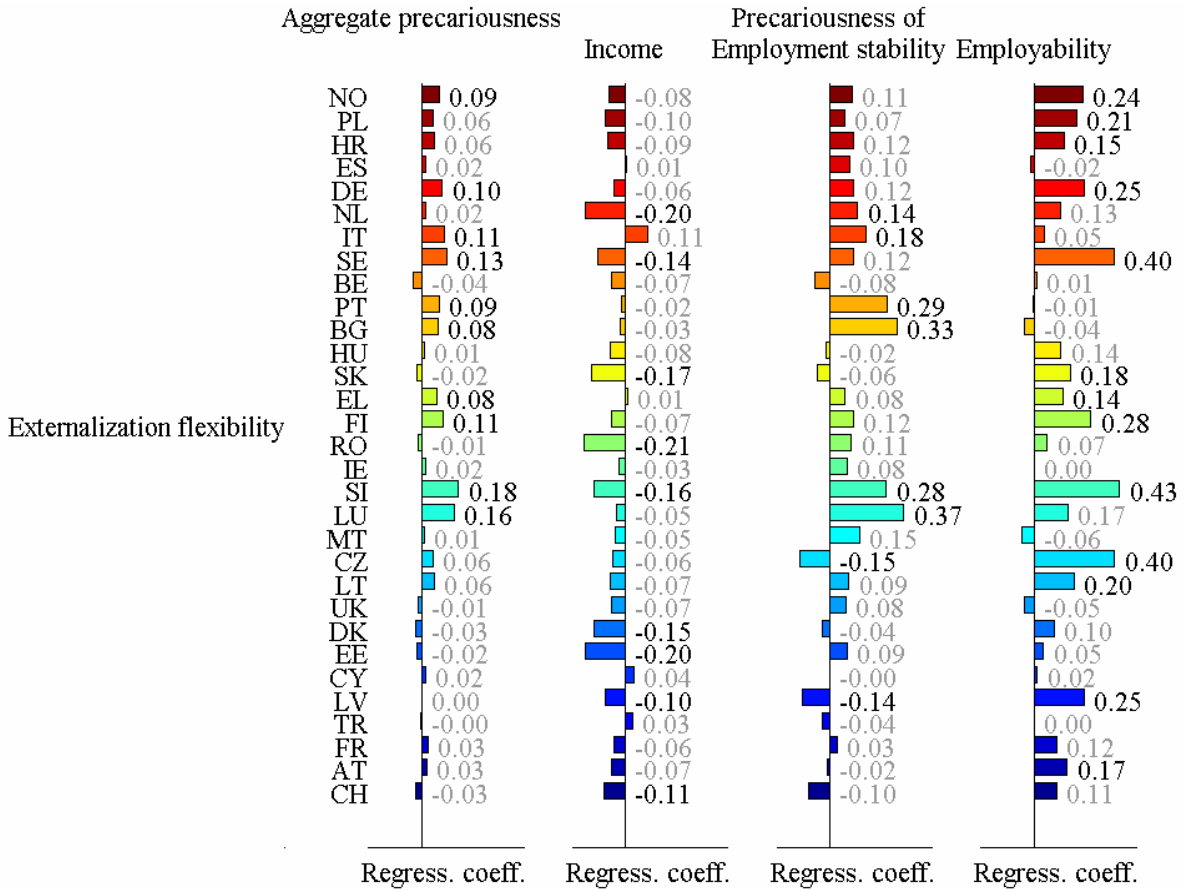 Aggregate precariousness Precariousness of
Income Employment stability Employability
NO 0.09 -0.08 0.11 0.24
PL 0.06 -0.10 0.07 0.21
HR 0.06 -0.09 0.12 0.15
ES 0.02 0.01 0.10 -0.02
DE 0.10 -0.06 0.12 0.25
NL 0.02 -0.20 0.14 0.13
IT 0.11 0.11 0.18 0.05
SE 0.13 -0.14 0.12 0.40
BE -0.04 -0.07 -0.08 0.01
PT 0.09 -0.02 0.29 -0.01
BG 0.08 -0.03 0.33 -0.04
HU 0.01 -0.08 -0.02 0.14
SK -0.02 -0.17 -0.06 0.18
EL 0.08 0.01 0.08 0.14
Externalization flexibility FI 0.11 -0.07 0.12 0.28
RO -0.01 -0.21 0.11 0.07
IE 0.02 -0.03 0.08 0.00
SI 0.18 -0.16 0.28 0.43
LU 0.16 -0.05 0.37 0.17
MT 0.01 -0.05 0.15 -0.06
CZ 0.06 -0.06 -0.15 0.40
LT 0.06 -0.07 0.09 0.20
UK -0.01 -0.07 0.08 -0.05
DK -0.03 -0.15 -0.04 0.10
EE -0.02 -0.20 0.09 0.05
CY 0.02 0.04 -0.00 0.02
LV 0.00 -0.10 -0.14 0.25
TR -0.00 0.03 -0.04 0.00
FR 0.03 -0.06 0.03 0.12
AT 0.03 -0.07 -0.02 0.17
CH -0.03 -0.11 -0.10 0.11
Regress. coeff. Regress. coeff. Regress. coeff. Regress. coeff.